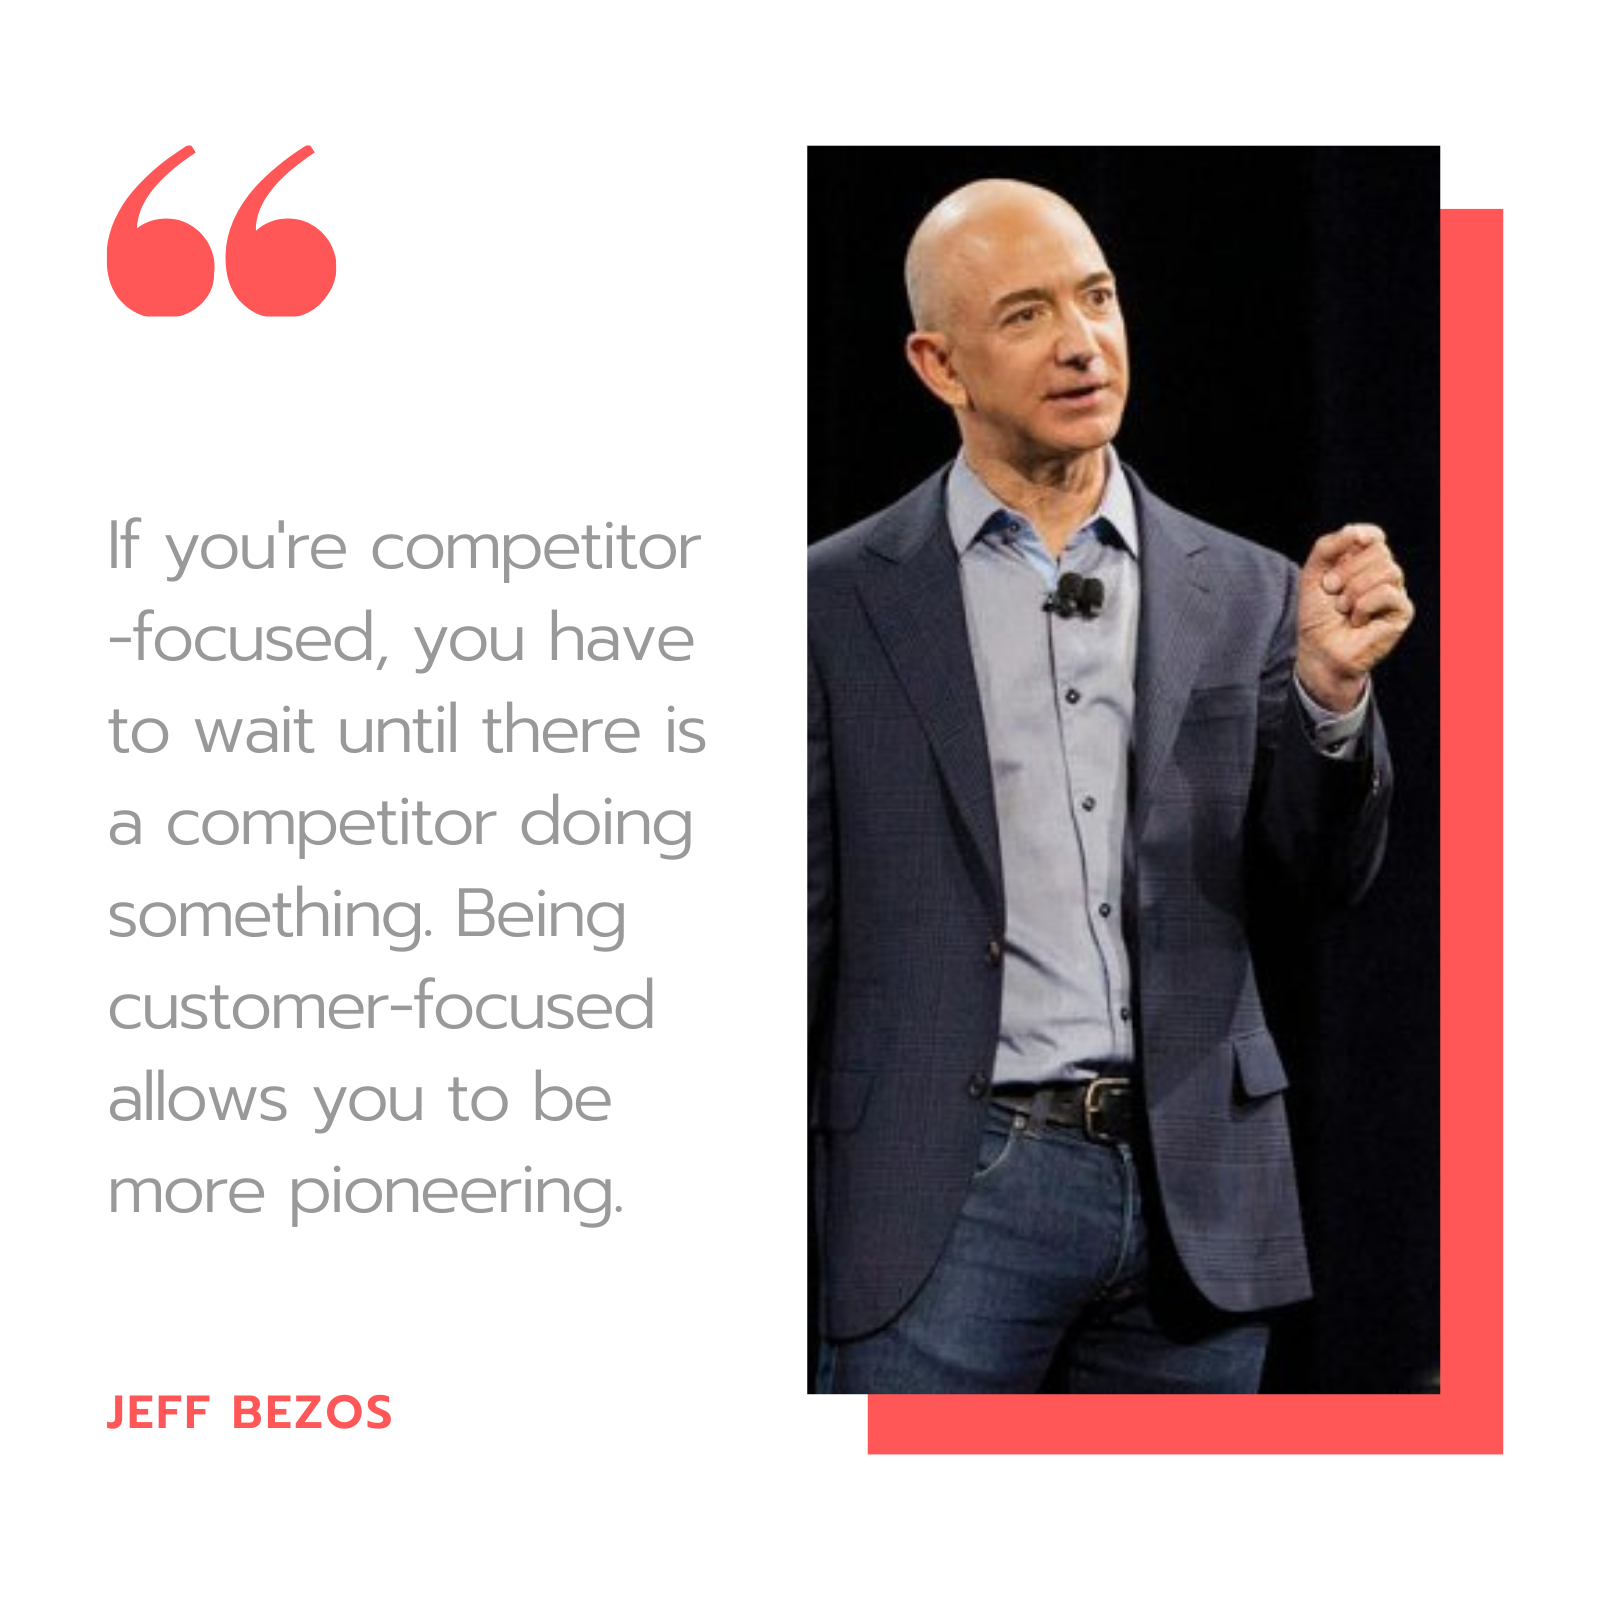 If you're competitor
-focused, you have
to wait until there is
a competitor doing
something. Being
customer-focused
allows you to be
more pioneering.
JEFF BEZOS